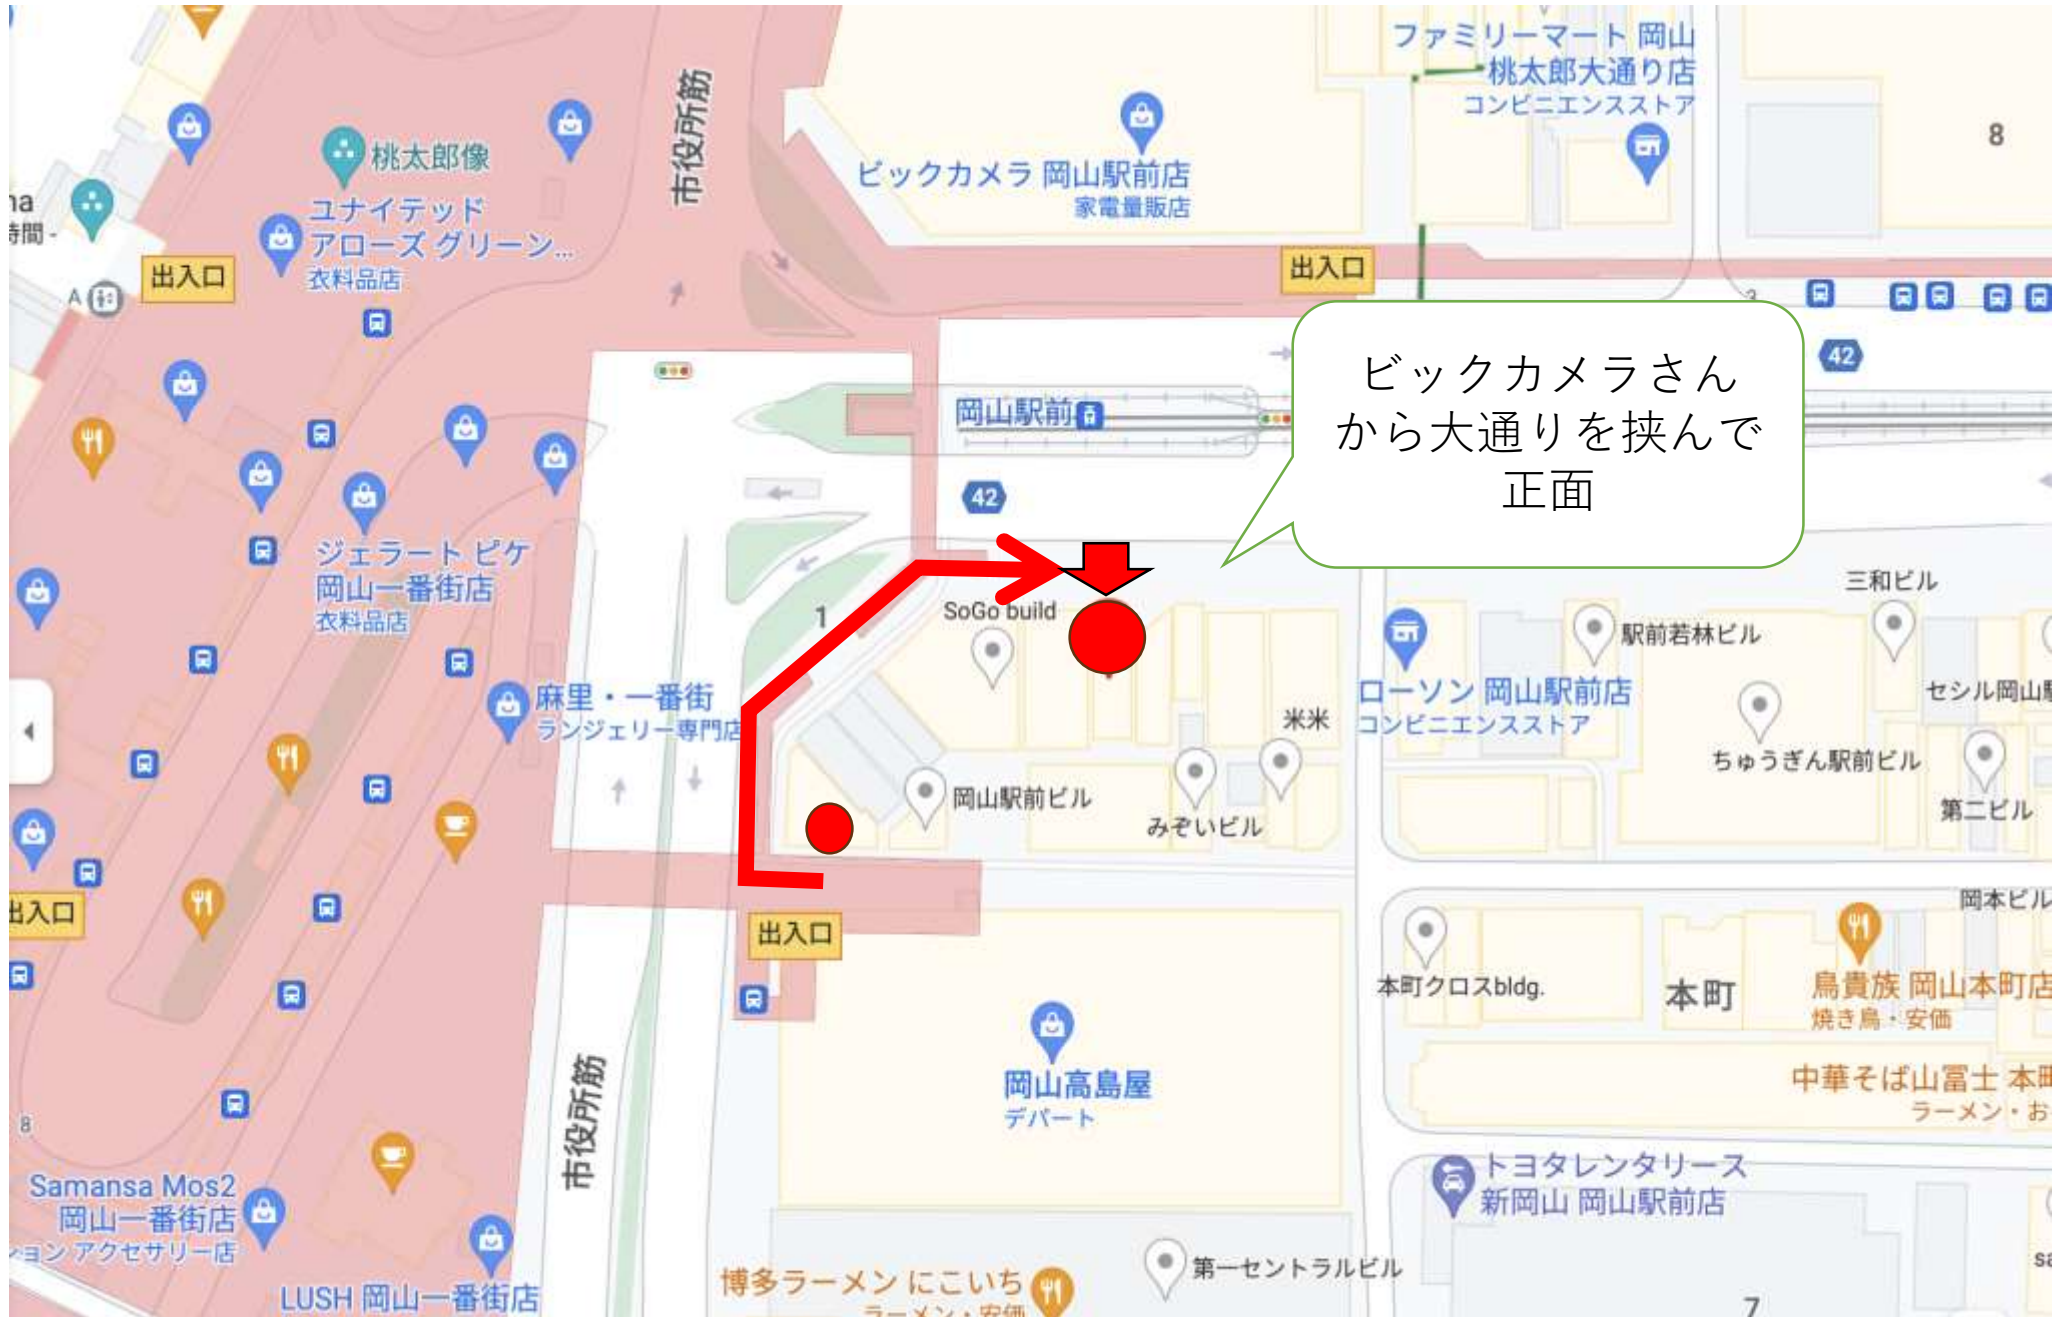 ファミリーマート 岡山
桃太郎大通り店
コンビニエンスストア
8
市役所筋
桃太郎像
ビックカメラ 岡山駅前店
家電量販店
ユナイテッド
アローズ グリーン...
衣料品店
na
時間 -
出入口
A
出入口
3
ビックカメラさん
から大通りを挟んで
正面
42
岡山駅前
42
ジェラート ピケ
岡山一番街店
衣料品店
1
SoGo build
三和ビル
駅前若林ビル
麻里・一番街
ランジェリー専門店
ローソン 岡山駅前店
コンビニエンスストア
セシル岡山駅
米米
ちゅうぎん駅前ビル
岡山駅前ビル
みぞいビル
第二ビル
出入口
出入口
岡本ビル
本町クロスbldg.
本町
鳥貴族 岡山本町店
焼き鳥・安価
岡山高島屋
デパート
市役所筋
中華そば山冨士 本町
ラーメン・お
8
Samansa Mos2
岡山一番街店
ション アクセサリー店
トヨタレンタリース
新岡山 岡山駅前店
LUSH 岡山一番街店
博多ラーメン にこいち
ラーメン・安価
第一セントラルビル
7
sa